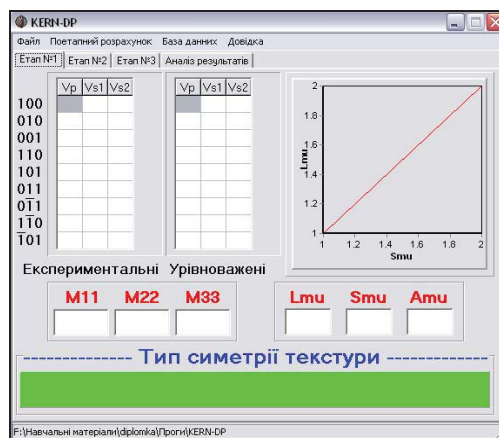 KERN-DP
Файл Поетапний розрахунок База данних Довідка
Етап №1 Етап №2 Етап №3 Аналіз результатів
Vp Vs1 Vs2 Vp Vs1 Vs2
100
010
001
110
101
011
01̅1
11̅0
1̅01
Експериментальні Урівноважені
2
1.8
1.6
1.4
1.2
1
Lmu
1 1.2 1.4 1.6 1.8 2
Smu
M11 M22 M33 Lmu Smu Amu
Тип симетрії текстури
F:\Навчальні матеріали\diplomka\Проги\KERN-DP